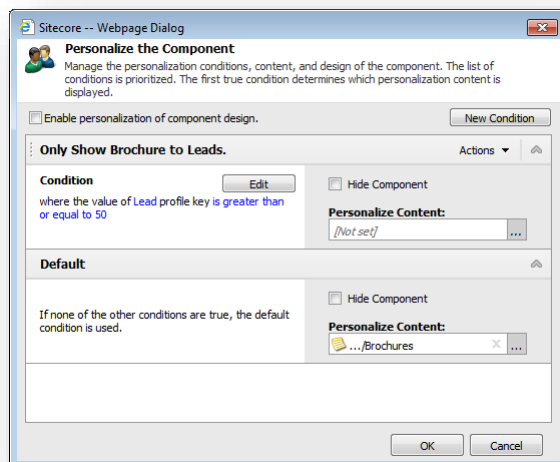 Sitecore -- Webpage Dialog
Personalize the Component
Manage the personalization conditions, content, and design of the component. The list of
conditions is prioritized. The first true condition determines which personalization content is
displayed.
Enable personalization of component design.
New Condition
Only Show Brochure to Leads.
Actions
Condition
Edit
where the value of Lead profile key is greater than
or equal to 50
Hide Component
Personalize Content:
[Not set]
...
Default
If none of the other conditions are true, the default
condition is used.
Hide Component
Personalize Content:
.../Brochures
...
OK
Cancel